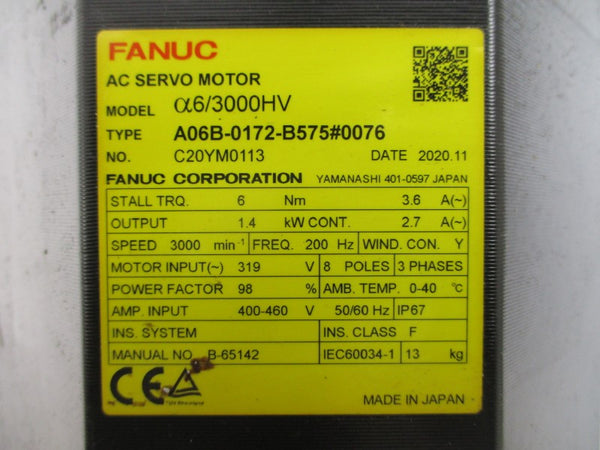 FANUC
AC SERVO MOTOR
MODEL α6/3000HV
TYPE A06B-0172-B575#0076
NO. C20YM0113 DATE 2020.11
FANUC CORPORATION YAMANASHI 401-0597 JAPAN
STALL TRQ. 6 Nm 3.6 A(~)
OUTPUT 1.4 kW CONT. 2.7 A(~)
SPEED 3000 min⁻¹ FREQ. 200 Hz WIND. CON. Y
MOTOR INPUT(~) 319 V 8 POLES 3 PHASES
POWER FACTOR 98 % AMB. TEMP. 0-40 ℃
AMP. INPUT 400-460 V 50/60 Hz IP67
INS. SYSTEM INS. CLASS F
MANUAL NO. B-65142 IEC60034-1 13 kg
CE
MADE IN JAPAN